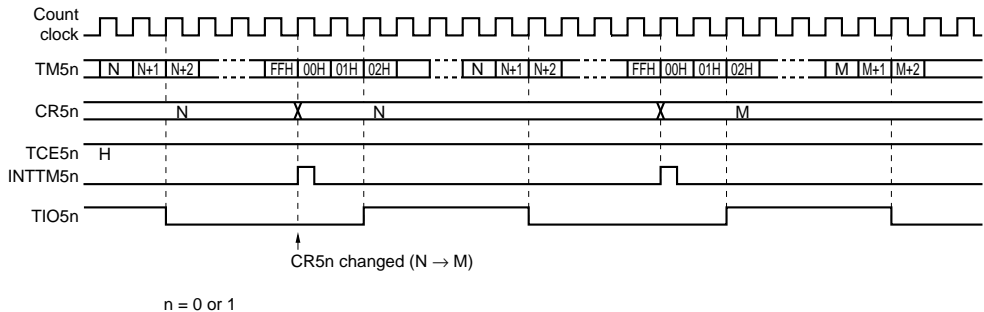 Count
clock
TM5n N N+1 N+2 FFH 00H 01H 02H N N+1 N+2 FFH 00H 01H 02H M M+1 M+2
CR5n N N M
TCE5n H
INTTM5n
TIO5n
CR5n changed (N → M)
n = 0 or 1